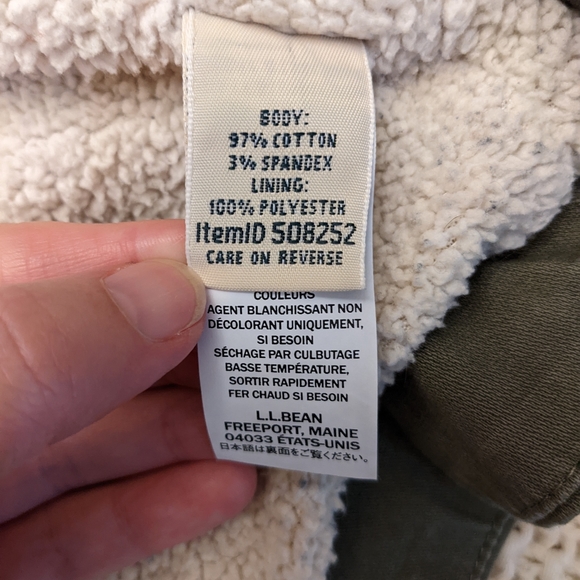 BODY:
97% COTTON
3% SPANDEX
LINING:
100% POLYESTER
ItemID 508252
CARE ON REVERSE
COULEURS
AGENT BLANCHISSANT NON
DÉCOLORANT UNIQUEMENT,
SI BESOIN
SÉCHAGE PAR CULBUTAGE
BASSE TEMPÉRATURE,
SORTIR RAPIDEMENT
FER CHAUD SI BESOIN
L.L.BEAN
FREEPORT, MAINE
04033 ÉTATS-UNIS
日本語は裏面をご覧ください。